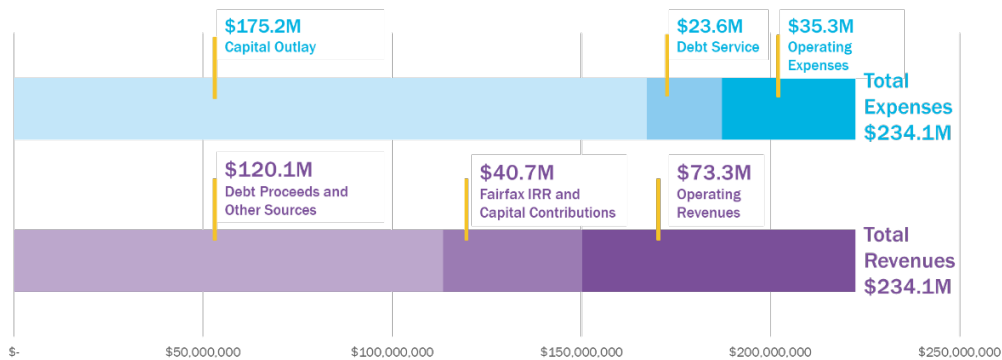 $175.2M
Capital Outlay
$23.6M
Debt Service
$35.3M
Operating
Expenses
Total
Expenses
$234.1M
$120.1M
Debt Proceeds and
Other Sources
$40.7M
Fairfax IRR and
Capital Contributions
$73.3M
Operating
Revenues
Total
Revenues
$234.1M
$-
$50,000,000
$100,000,000
$150,000,000
$200,000,000
$250,000,000